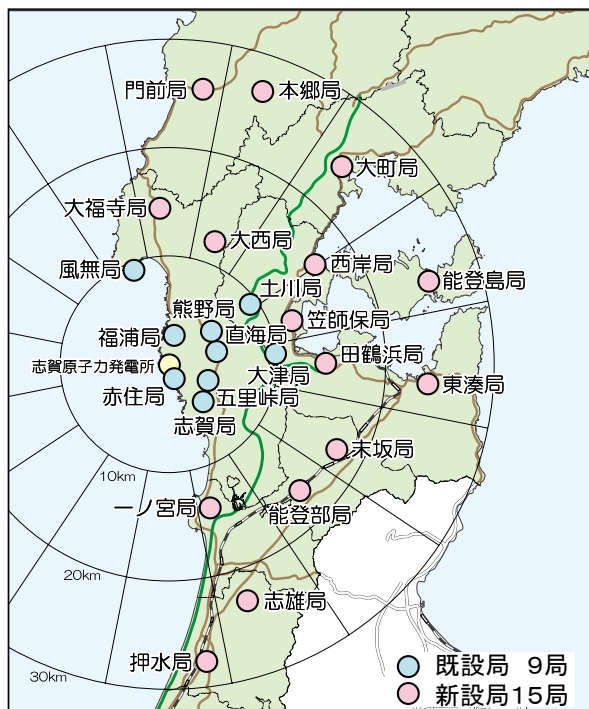 門前局
本郷局
大町局
大福寺局
大西局
風無局
西岸局
能登島局
土川局
熊野局
笠師保局
福浦局
直海局
志賀原子力発電所
田鶴浜局
大津局
赤住局
五里峠局
東湊局
志賀局
末坂局
10km
一ノ宮局
能登部局
20km
志雄局
押水局
30km
既設局 9局
新設局15局